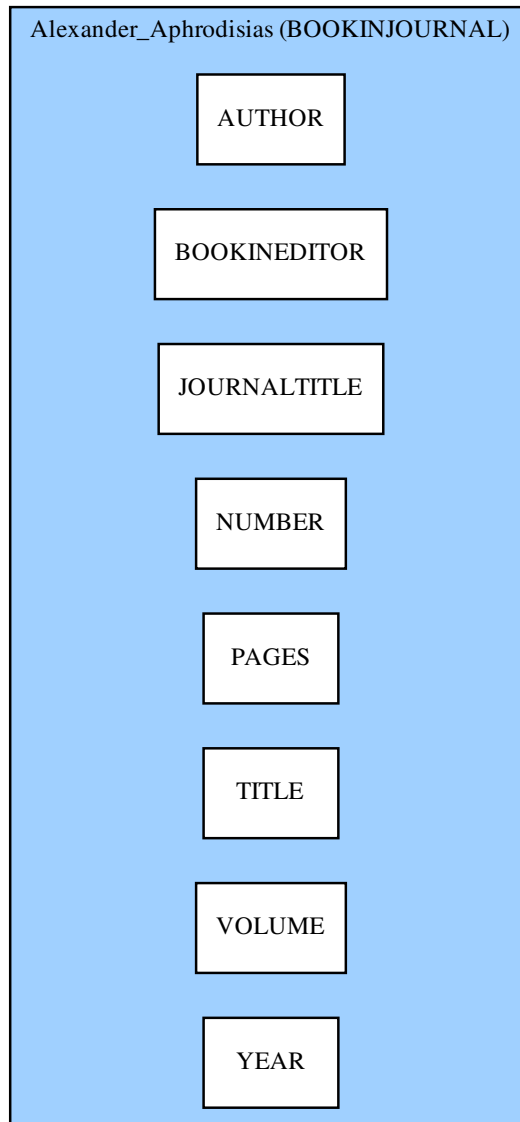 Alexander_Aphrodisias (BOOKINJOURNAL)
AUTHOR
BOOKINEDITOR
JOURNALTITLE
NUMBER
PAGES
TITLE
VOLUME
YEAR